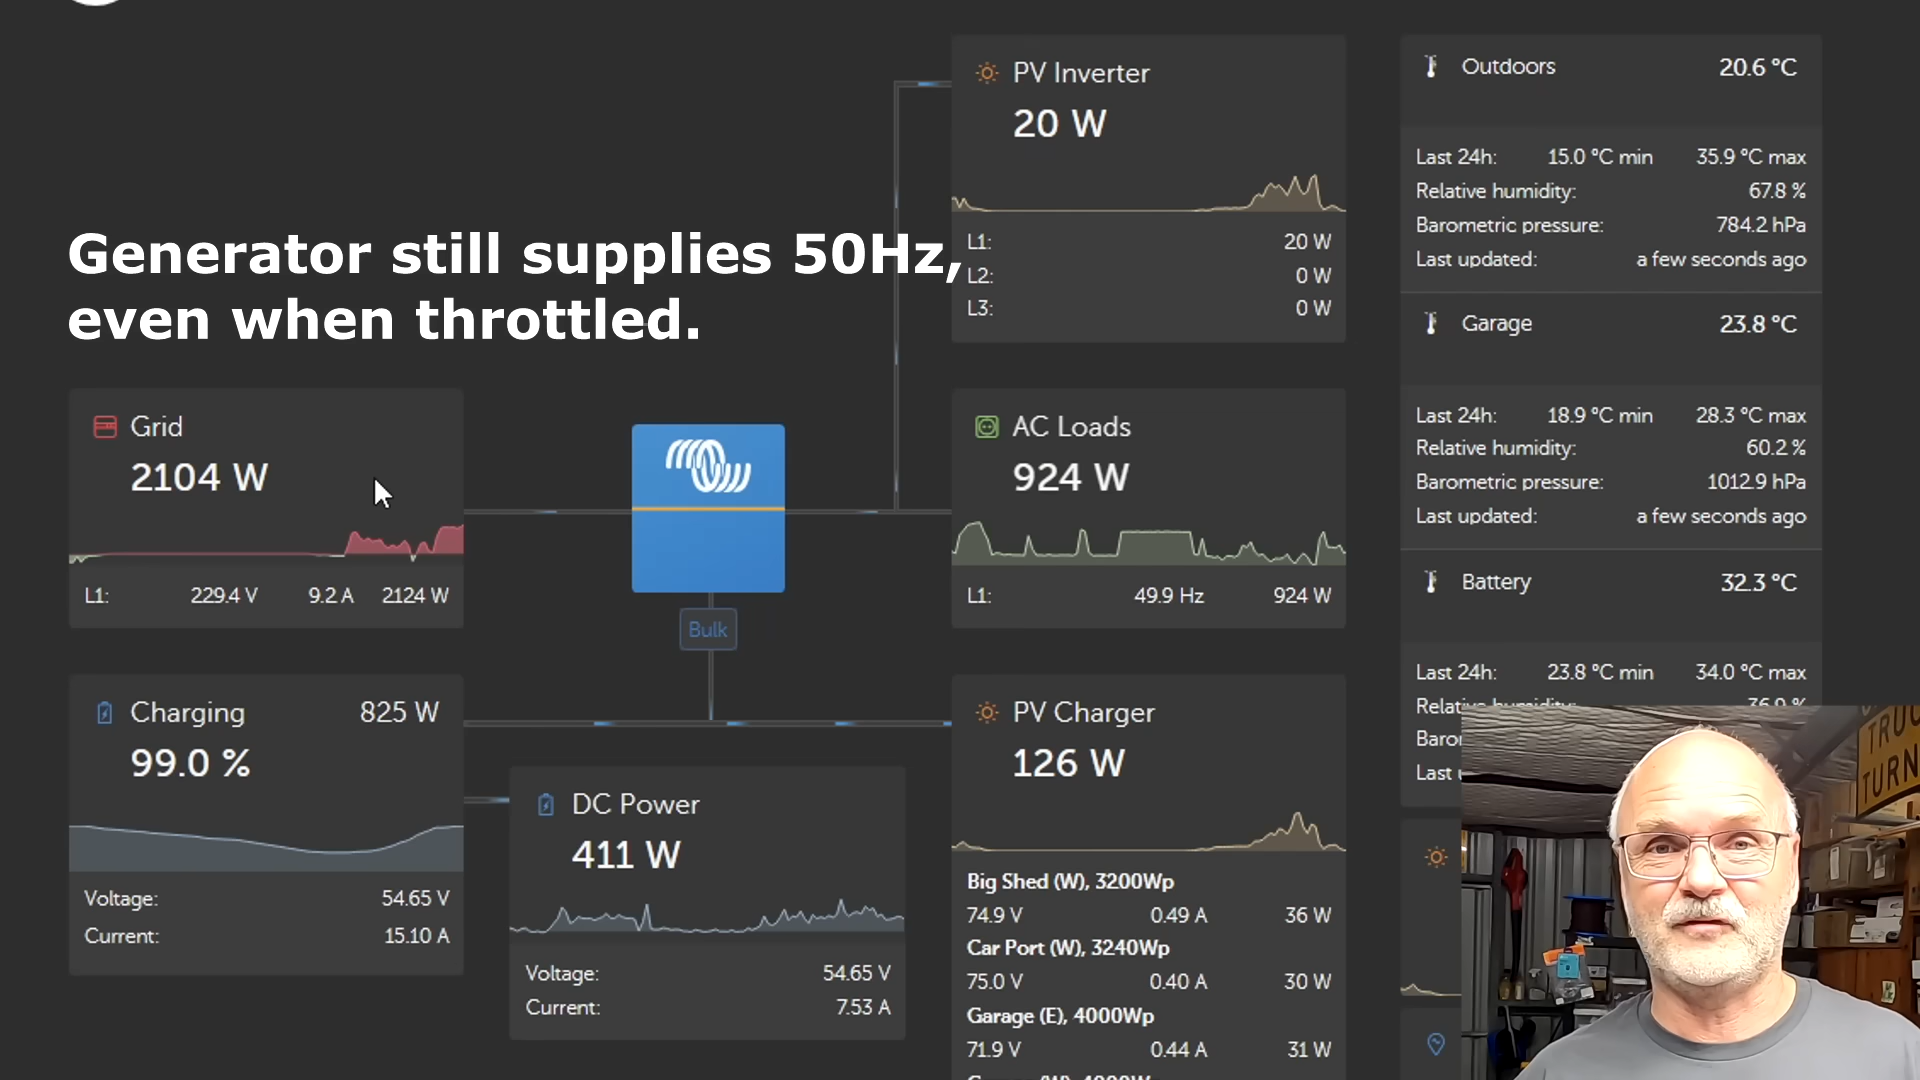 Generator still supplies 50Hz,
even when throttled.
Grid
2104 W
L1: 229.4 V 9.2 A 2124 W
Bulk
Charging 825 W
99.0 %
Voltage: 54.65 V
Current: 15.10 A
DC Power
411 W
Voltage: 54.65 V
Current: 7.53 A
PV Inverter
20 W
L1: 20 W
L2: 0 W
L3: 0 W
AC Loads
924 W
L1: 49.9 Hz 924 W
PV Charger
126 W
Big Shed (W), 3200Wp
74.9 V 0.49 A 36 W
Car Port (W), 3240Wp
75.0 V 0.40 A 30 W
Garage (E), 4000Wp
71.9 V 0.44 A 31 W
Outdoors 20.6 °C
Last 24h: 15.0 °C min 35.9 °C max
Relative humidity: 67.8 %
Barometric pressure: 784.2 hPa
Last updated: a few seconds ago
Garage 23.8 °C
Last 24h: 18.9 °C min 28.3 °C max
Relative humidity: 60.2 %
Barometric pressure: 1012.9 hPa
Last updated: a few seconds ago
Battery 32.3 °C
Last 24h: 23.8 °C min 34.0 °C max
Last
TURN